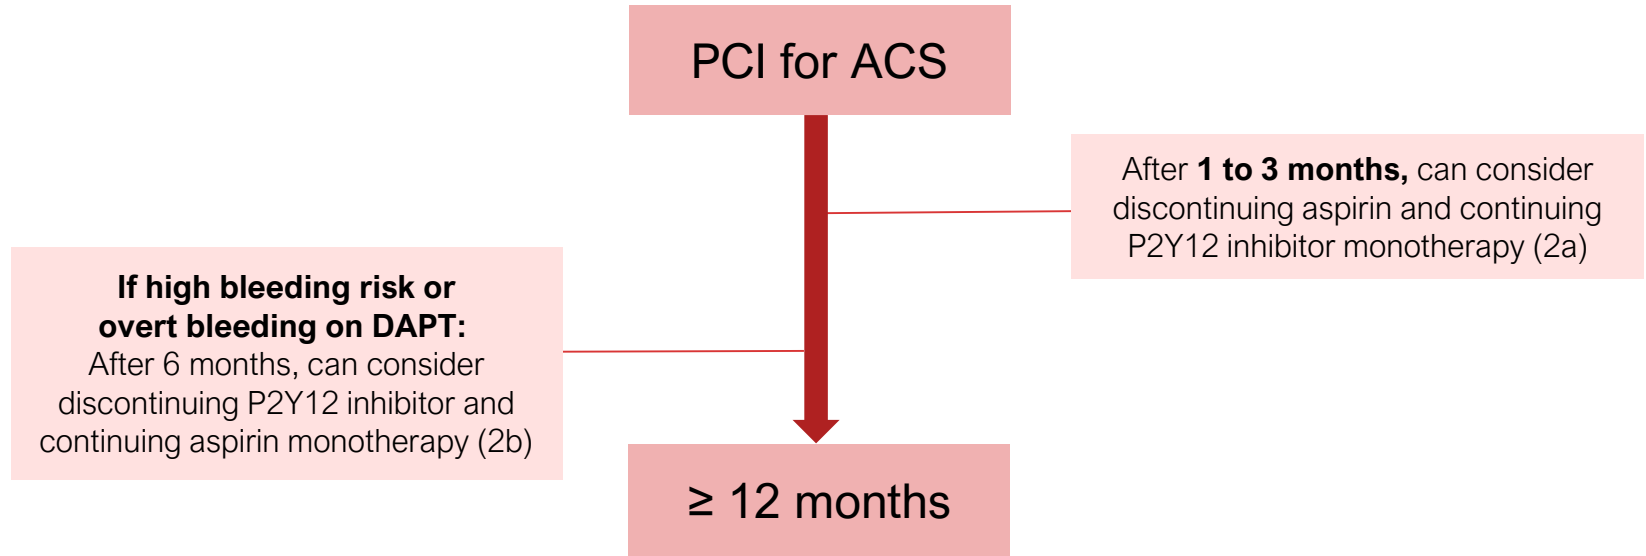 PCI for ACS
After 1 to 3 months, can consider
discontinuing aspirin and continuing
P2Y12 inhibitor monotherapy (2a)
If high bleeding risk or
overt bleeding on DAPT:
After 6 months, can consider
discontinuing P2Y12 inhibitor and
continuing aspirin monotherapy (2b)
≥ 12 months